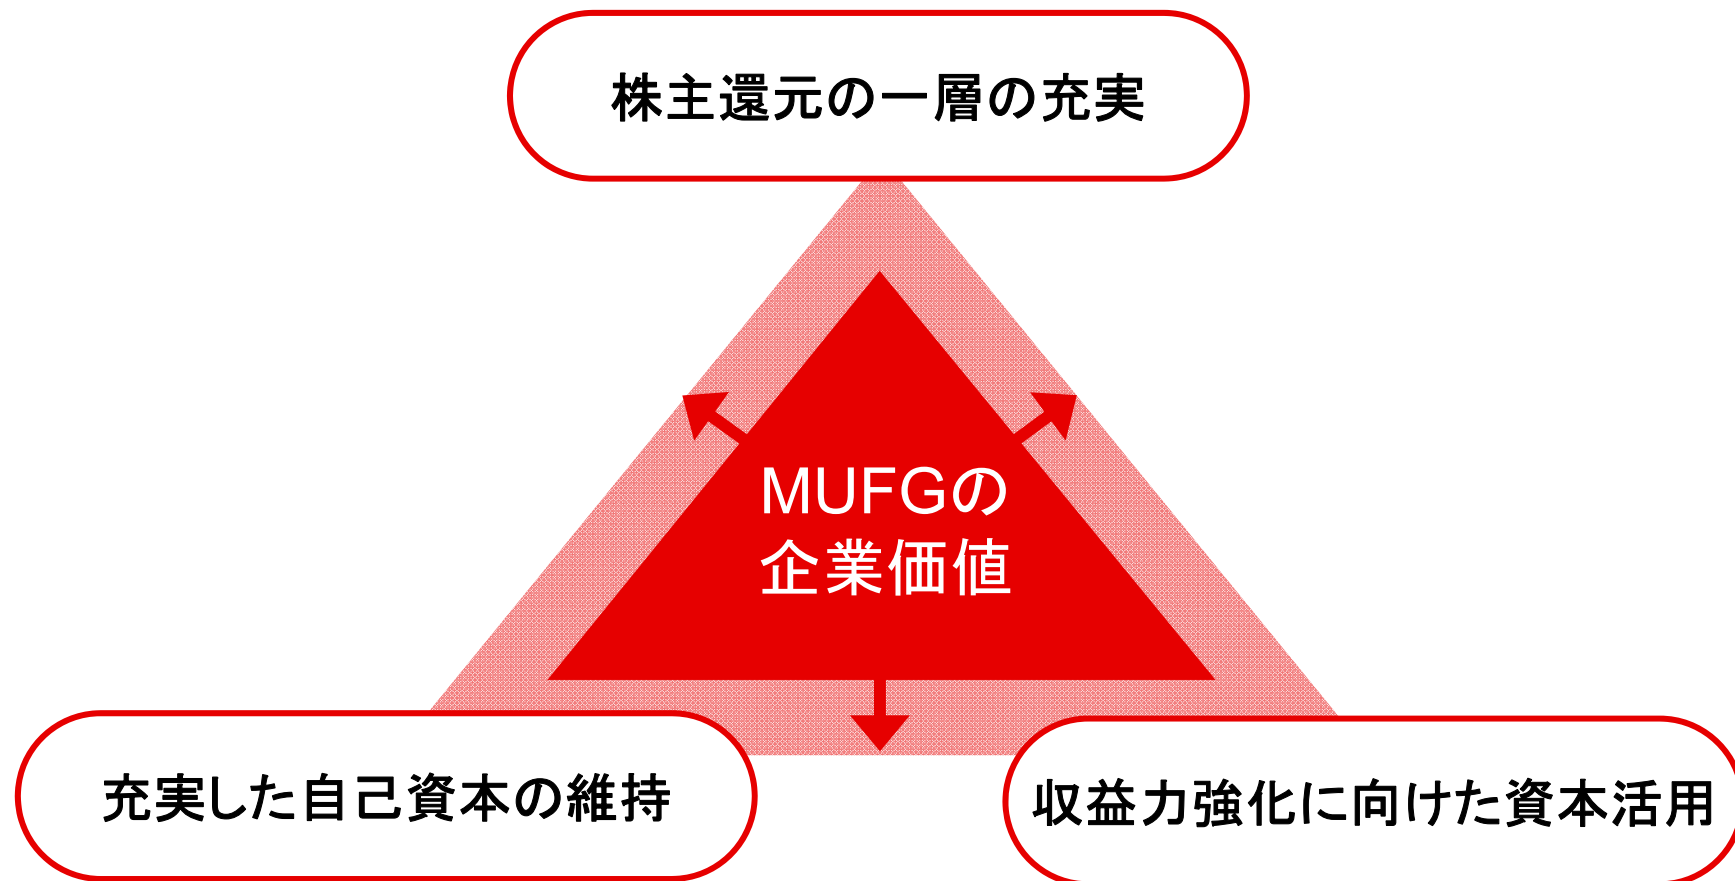 株主還元の一層の充実
MUFGの
企業価値
充実した自己資本の維持
収益力強化に向けた資本活用